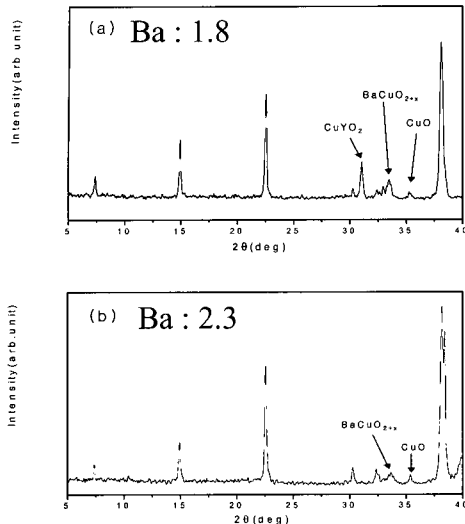 (a) Ba : 1.8
Intensity(arb unit)
CuYO₂
BaCuO₂₊ₓ
CuO
5 10 15 20 25 30 35 40
2θ(deg)
(b) Ba : 2.3
Intensity(arb.unit)
BaCuO₂₊ₓ
CuO
5 10 15 20 25 30 35 40
2θ(deg)